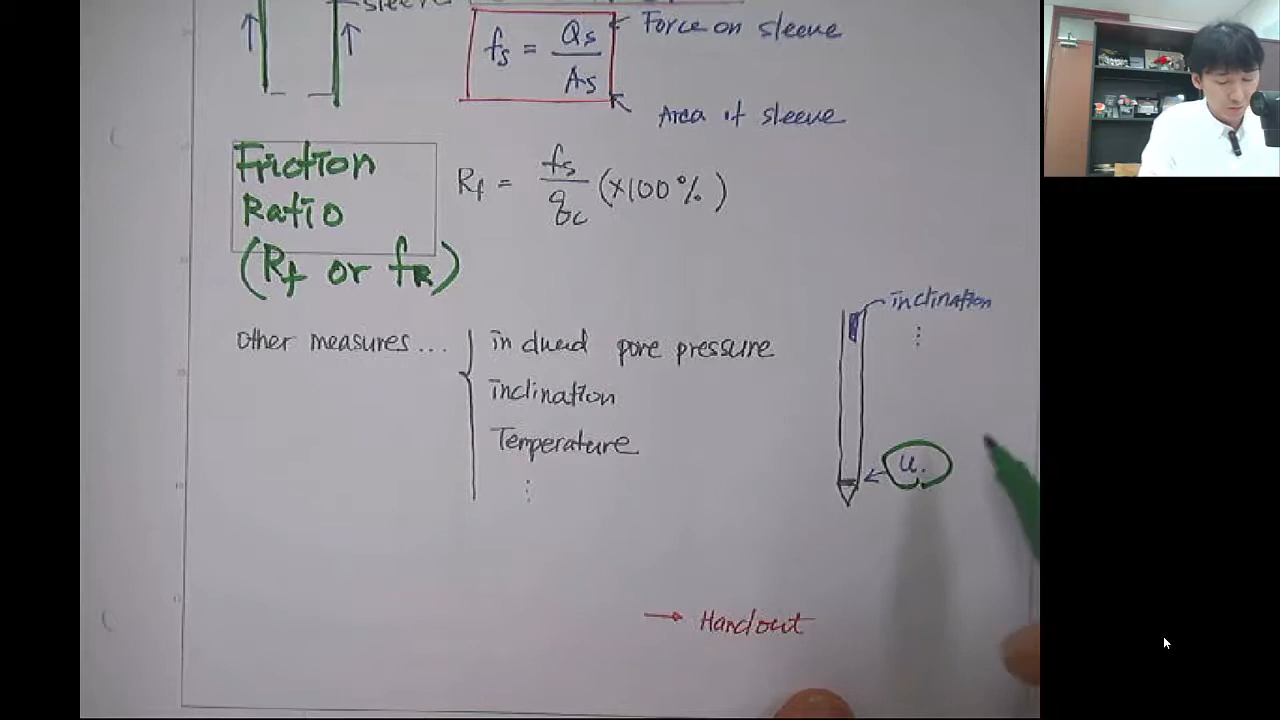 sleeve
fs = Qs / As
Force on sleeve
Area of sleeve
Friction
Ratio
(Rf or fR)
Rf = fs / qc (×100%)
other measures...
induced pore pressure
inclination
Temperature
⋮
inclination
⋮
u.
→ Handout